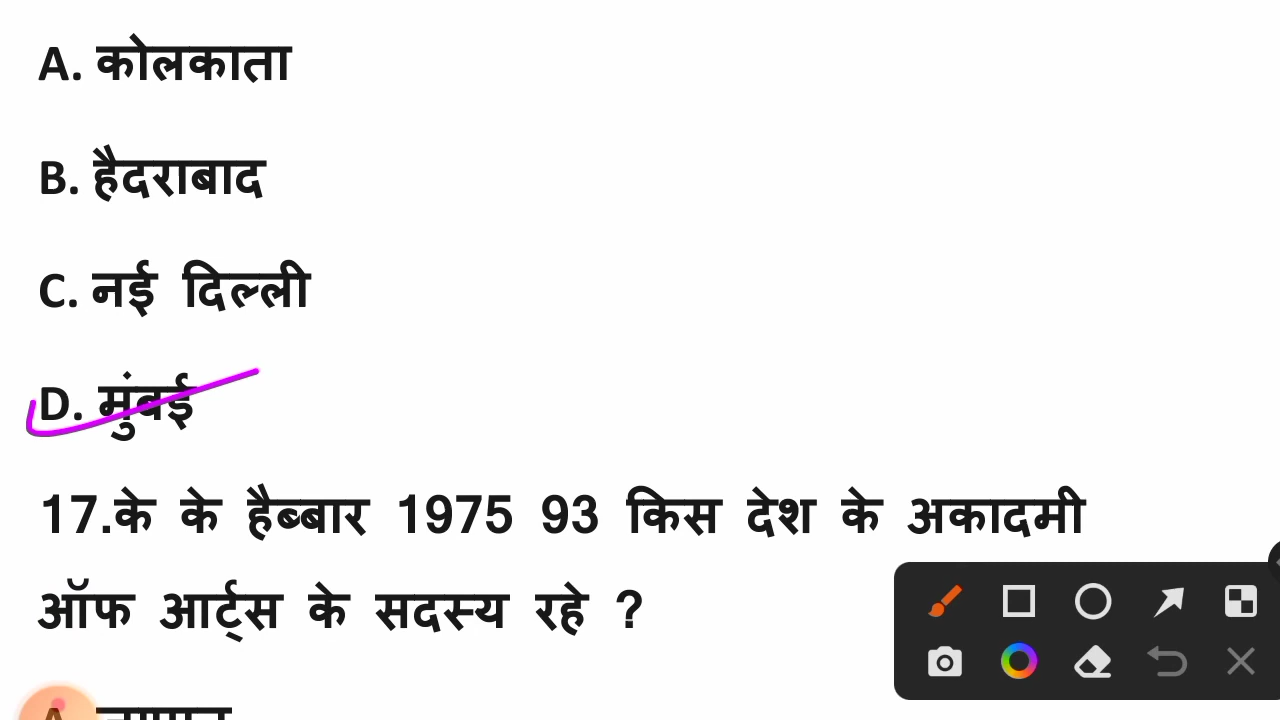 A. कोलकाता
B. हैदराबाद
C. नई दिल्ली
D. मुंबई
17.के के हैब्बार 1975 93 किस देश के अकादमी
ऑफ आर्ट्स के सदस्य रहे ?
A.